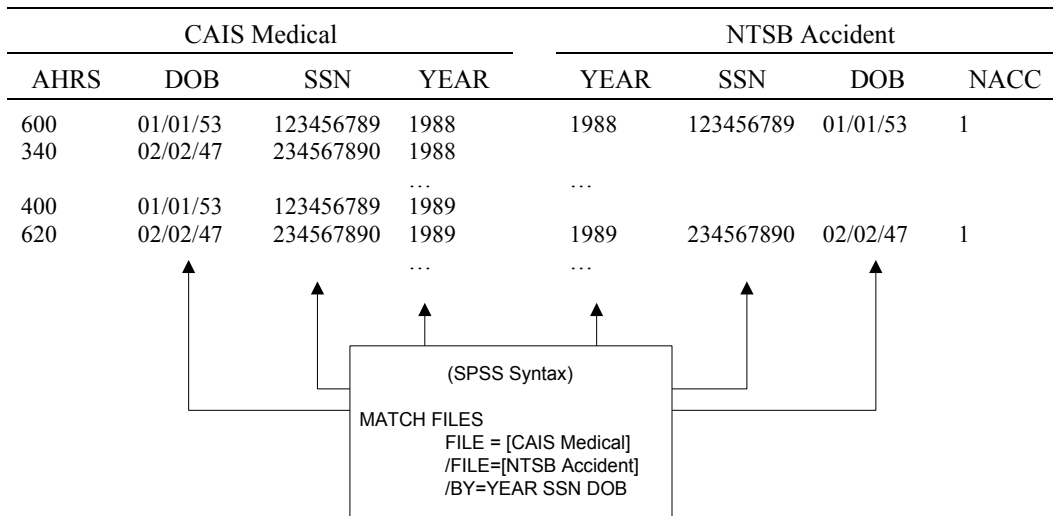 CAIS Medical NTSB Accident
AHRS DOB SSN YEAR YEAR SSN DOB NACC
600 01/01/53 123456789 1988 1988 123456789 01/01/53 1
340 02/02/47 234567890 1988
… …
400 01/01/53 123456789 1989
620 02/02/47 234567890 1989 1989 234567890 02/02/47 1
… …
(SPSS Syntax)
MATCH FILES
FILE = [CAIS Medical]
/FILE=[NTSB Accident]
/BY=YEAR SSN DOB